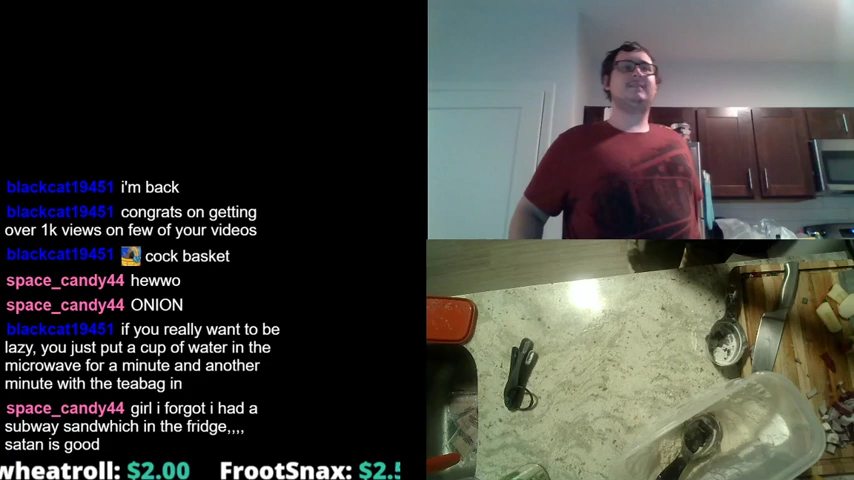 blackcat19451 i'm back
blackcat19451 congrats on getting
over 1k views on few of your videos
blackcat19451 cock basket
space_candy44 hewwo
space_candy44 ONION
blackcat19451 if you really want to be
lazy, you just put a cup of water in the
microwave for a minute and another
minute with the teabag in
space_candy44 girl i forgot i had a
subway sandwhich in the fridge,,,,
satan is good
wheatroll: $2.00 FrootSnax: $2.5